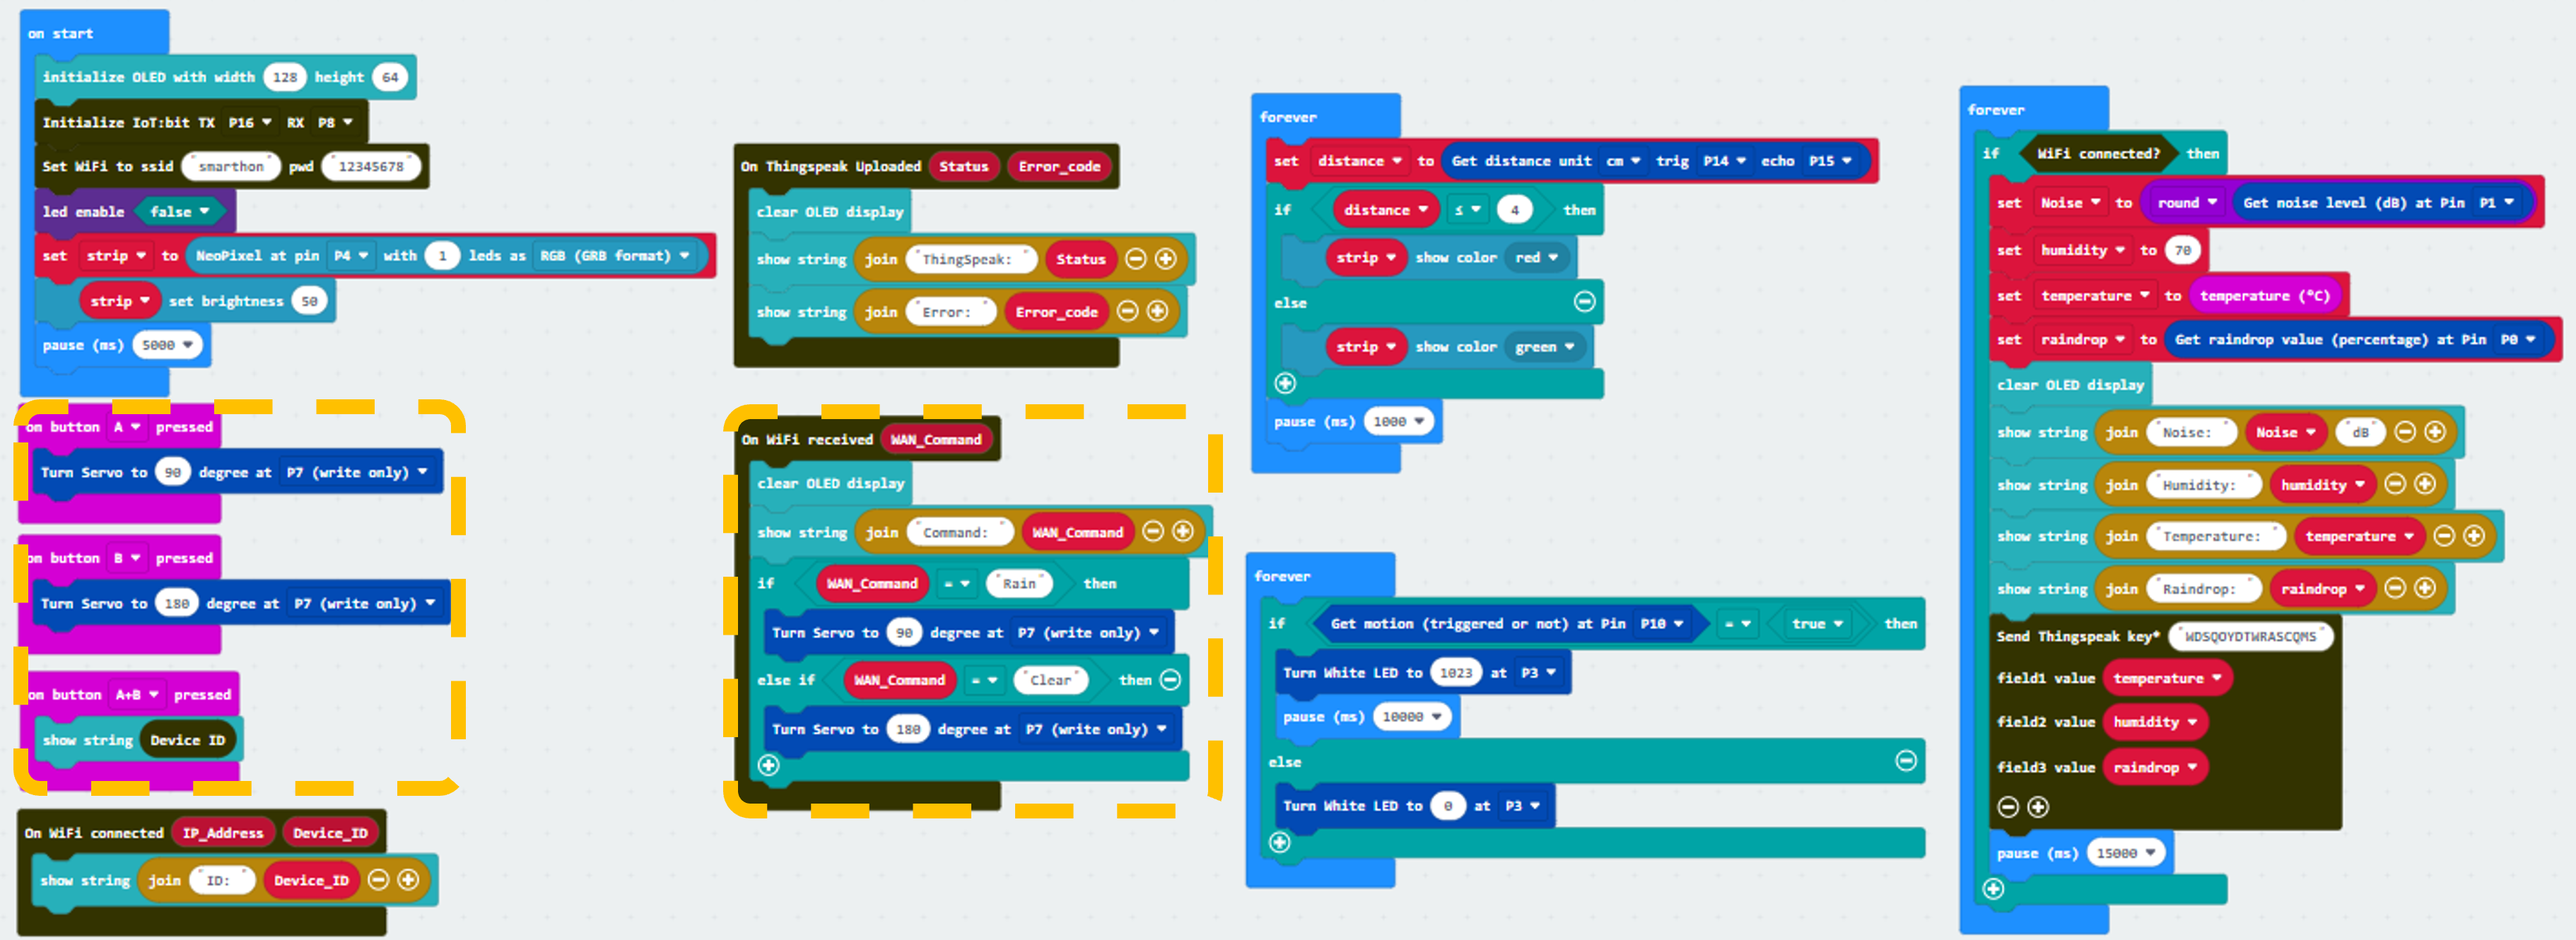 on start
initialize OLED with width 128 height 64
Initialize IoT:bit TX P16 RX P8
Set WiFi to ssid "smarthon" pwd "12345678"
led enable false
set strip to NeoPixel at pin P4 with 1 leds as RGB (GRB format)
strip set brightness 50
pause (ms) 5000
on button A pressed
Turn Servo to 90 degree at P7 (write only)
on button B pressed
Turn Servo to 180 degree at P7 (write only)
on button A+B pressed
show string Device ID
On WiFi connected IP_Address Device_ID
show string join "ID: " Device_ID
On Thingspeak Uploaded Status Error_code
clear OLED display
show string join "ThingSpeak: " Status
show string join "Error: " Error_code
On WiFi received WAN_Command
clear OLED display
show string join "Command: " WAN_Command
if WAN_Command = "Rain" then
Turn Servo to 90 degree at P7 (write only)
else if WAN_Command = "Clear" then
Turn Servo to 180 degree at P7 (write only)
forever
set distance to Get distance unit cm trig P14 echo P15
if distance ≤ 4 then
strip show color red
else
strip show color green
pause (ms) 1000
forever
if Get motion (triggered or not) at Pin P10 = true then
Turn White LED to 1023 at P3
pause (ms) 10000
else
Turn White LED to 0 at P3
forever
if WiFi connected? then
set Noise to round Get noise level (dB) at Pin P1
set humidity to 70
set temperature to temperature (°C)
set raindrop to Get raindrop value (percentage) at Pin P0
clear OLED display
show string join "Noise: " Noise "dB"
show string join "Humidity: " humidity
show string join "Temperature: " temperature
show string join "Raindrop: " raindrop
Send Thingspeak key* "WDSQOYDTWRASCQMS"
field1 value temperature
field2 value humidity
field3 value raindrop
pause (ms) 15000